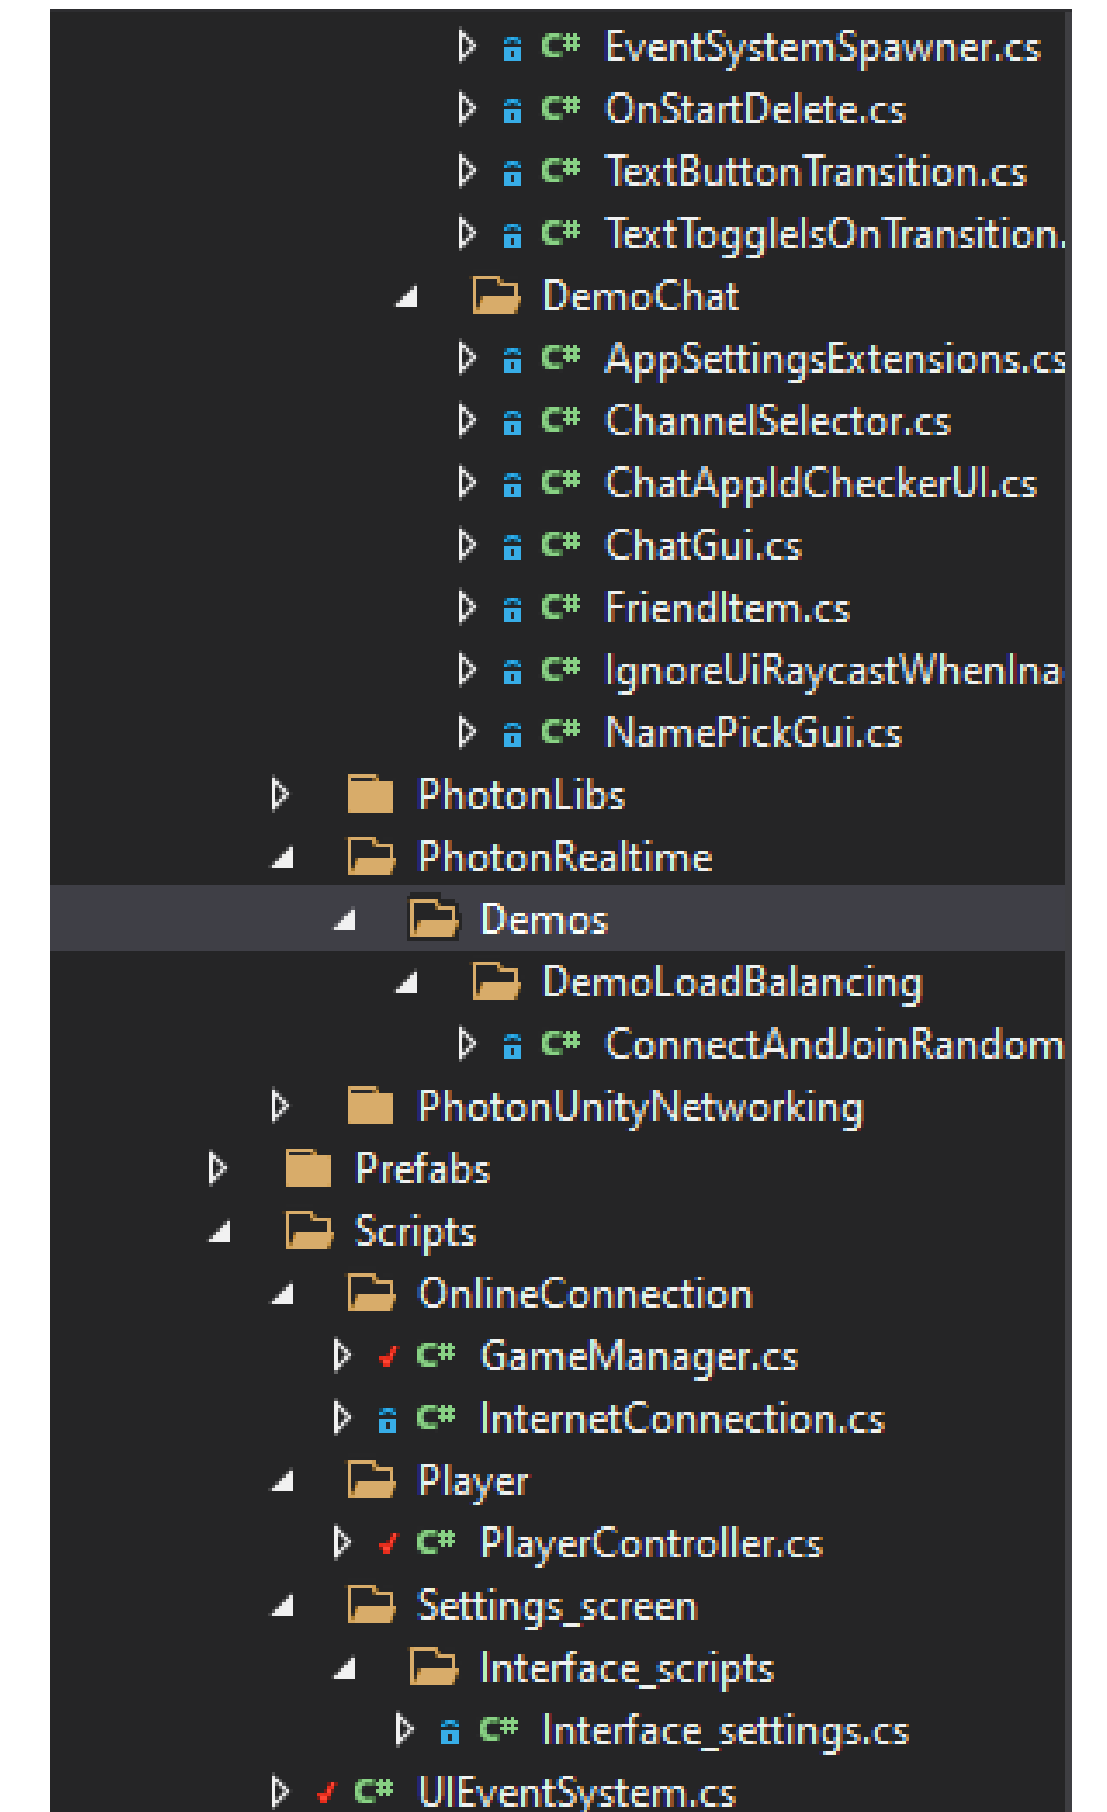 C# EventSystemSpawner.cs
C# OnStartDelete.cs
C# TextButtonTransition.cs
C# TextToggleIsOnTransition.
DemoChat
C# AppSettingsExtensions.cs
C# ChannelSelector.cs
C# ChatAppIdCheckerUI.cs
C# ChatGui.cs
C# FriendItem.cs
C# IgnoreUiRaycastWhenIna
C# NamePickGui.cs
PhotonLibs
PhotonRealtime
Demos
DemoLoadBalancing
C# ConnectAndJoinRandom
PhotonUnityNetworking
Prefabs
Scripts
OnlineConnection
C# GameManager.cs
C# InternetConnection.cs
Player
C# PlayerController.cs
Settings_screen
Interface_scripts
C# Interface_settings.cs
C# UIEventSystem.cs